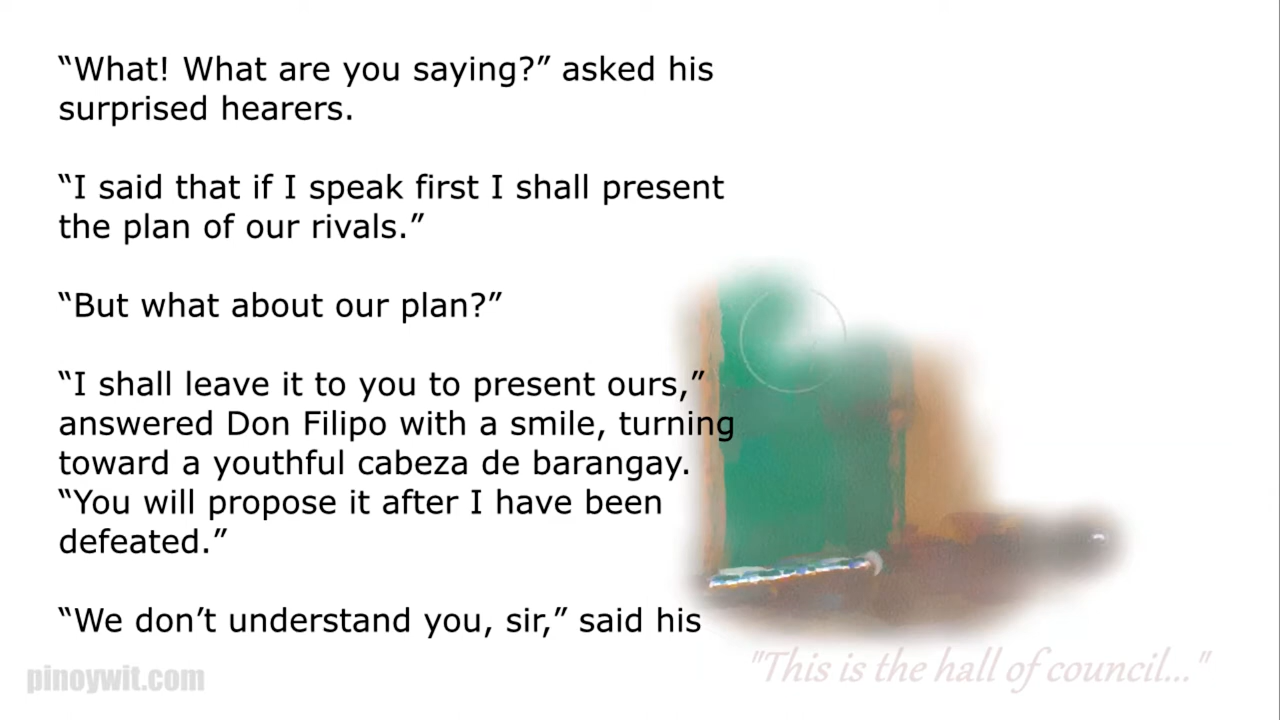 “What! What are you saying?” asked his
surprised hearers.
“I said that if I speak first I shall present
the plan of our rivals.”
“But what about our plan?”
“I shall leave it to you to present ours,”
answered Don Filipo with a smile, turning
toward a youthful cabeza de barangay.
“You will propose it after I have been
defeated.”
“We don’t understand you, sir,” said his
pinoywit.com
"This is the hall of council..."